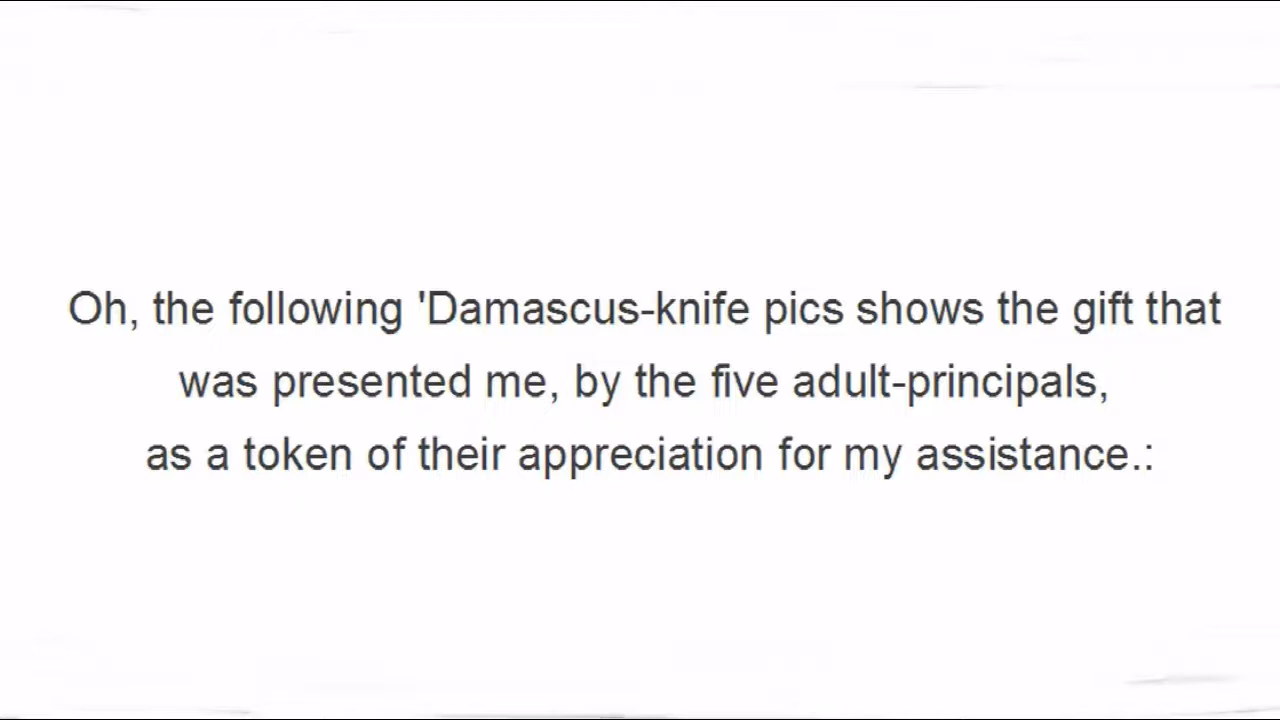 Oh, the following 'Damascus-knife pics shows the gift that
was presented me, by the five adult-principals,
as a token of their appreciation for my assistance.: